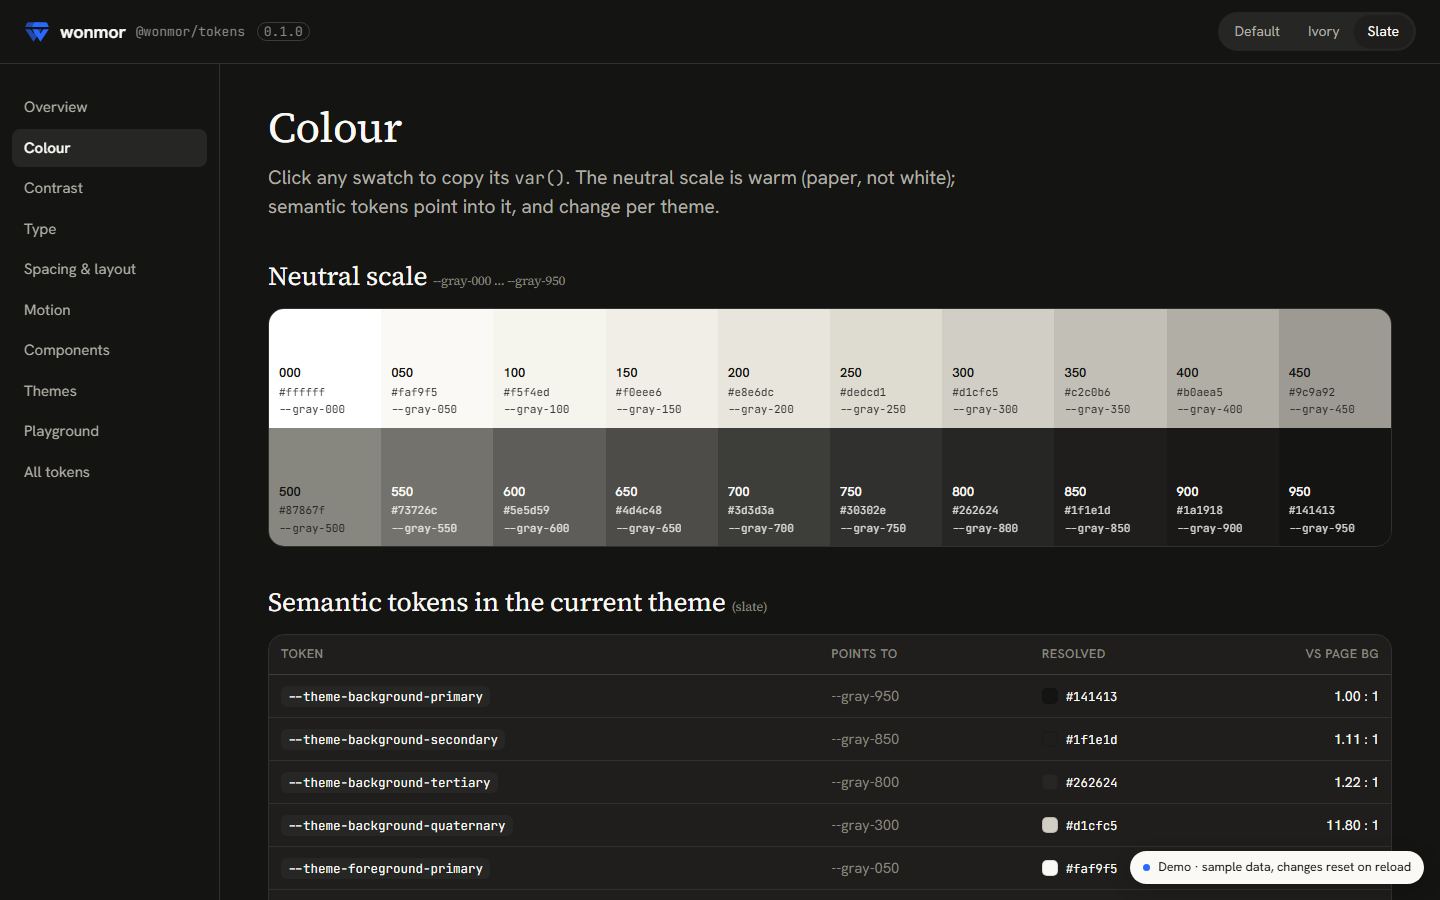 wonmor @wonmor/tokens 0.1.0
Default Ivory Slate
Overview
Colour
Contrast
Type
Spacing & layout
Motion
Components
Themes
Playground
All tokens
Colour
Click any swatch to copy its var(). The neutral scale is warm (paper, not white);
semantic tokens point into it, and change per theme.
Neutral scale --gray-000 … --gray-950
000 050 100 150 200 250 300 350 400 450
#ffffff #faf9f5 #f5f4ed #f0eee6 #e8e6dc #dedcd1 #d1cfc5 #c2c0b6 #b0aea5 #9c9a92
--gray-000 --gray-050 --gray-100 --gray-150 --gray-200 --gray-250 --gray-300 --gray-350 --gray-400 --gray-450
500 550 600 650 700 750 800 850 900 950
#87867f #73726c #5e5d59 #4d4c48 #3d3d3a #30302e #262624 #1f1e1d #1a1918 #141413
--gray-500 --gray-550 --gray-600 --gray-650 --gray-700 --gray-750 --gray-800 --gray-850 --gray-900 --gray-950
Semantic tokens in the current theme (slate)
TOKEN POINTS TO RESOLVED VS PAGE BG
--theme-background-primary --gray-950 #141413 1.00 : 1
--theme-background-secondary --gray-850 #1f1e1d 1.11 : 1
--theme-background-tertiary --gray-800 #262624 1.22 : 1
--theme-background-quaternary --gray-300 #d1cfc5 11.80 : 1
--theme-foreground-primary --gray-050 #faf9f5
Demo · sample data, changes reset on reload